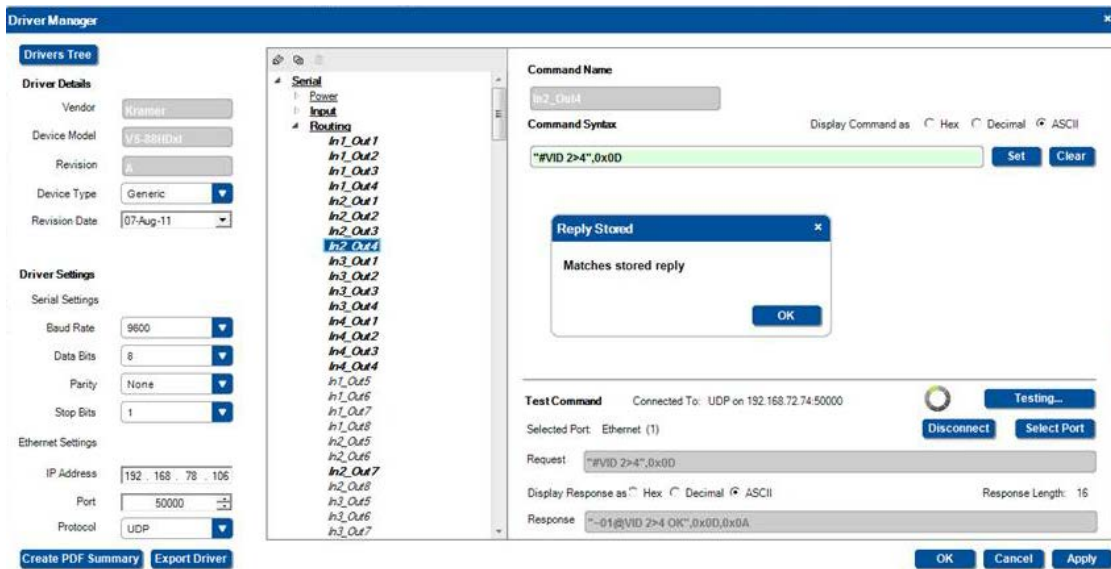 Driver Manager
Drivers Tree
Driver Details
Vendor
Kramer
Device Model
VS-88HDxl
Revision
A
Device Type
Generic
Revision Date
07-Aug-11
Driver Settings
Serial Settings
Baud Rate
9600
Data Bits
8
Parity
None
Stop Bits
1
Ethernet Settings
IP Address
192 . 168 . 78 . 106
Port
50000
Protocol
UDP
Create PDF Summary
Export Driver
Serial
Power
Input
Routing
In1_Out1
In1_Out2
In1_Out3
In1_Out4
In2_Out1
In2_Out2
In2_Out3
In2_Out4
In3_Out1
In3_Out2
In3_Out3
In3_Out4
In4_Out1
In4_Out2
In4_Out3
In4_Out4
In1_Out5
In1_Out6
In1_Out7
In1_Out8
In2_Out5
In2_Out6
In2_Out7
In2_Out8
In3_Out5
In3_Out6
In3_Out7
Command Name
In2_Out4
Command Syntax
Display Command as Hex Decimal ASCII
"#VID 2>4",0x0D
Set
Clear
Reply Stored
Matches stored reply
OK
Test Command
Connected To: UDP on 192.168.72.74:50000
Testing...
Selected Port: Ethernet (1)
Disconnect
Select Port
Request
"#VID 2>4",0x0D
Display Response as Hex Decimal ASCII
Response Length: 16
Response
"~01@VID 2>4 OK",0x0D,0x0A
OK
Cancel
Apply